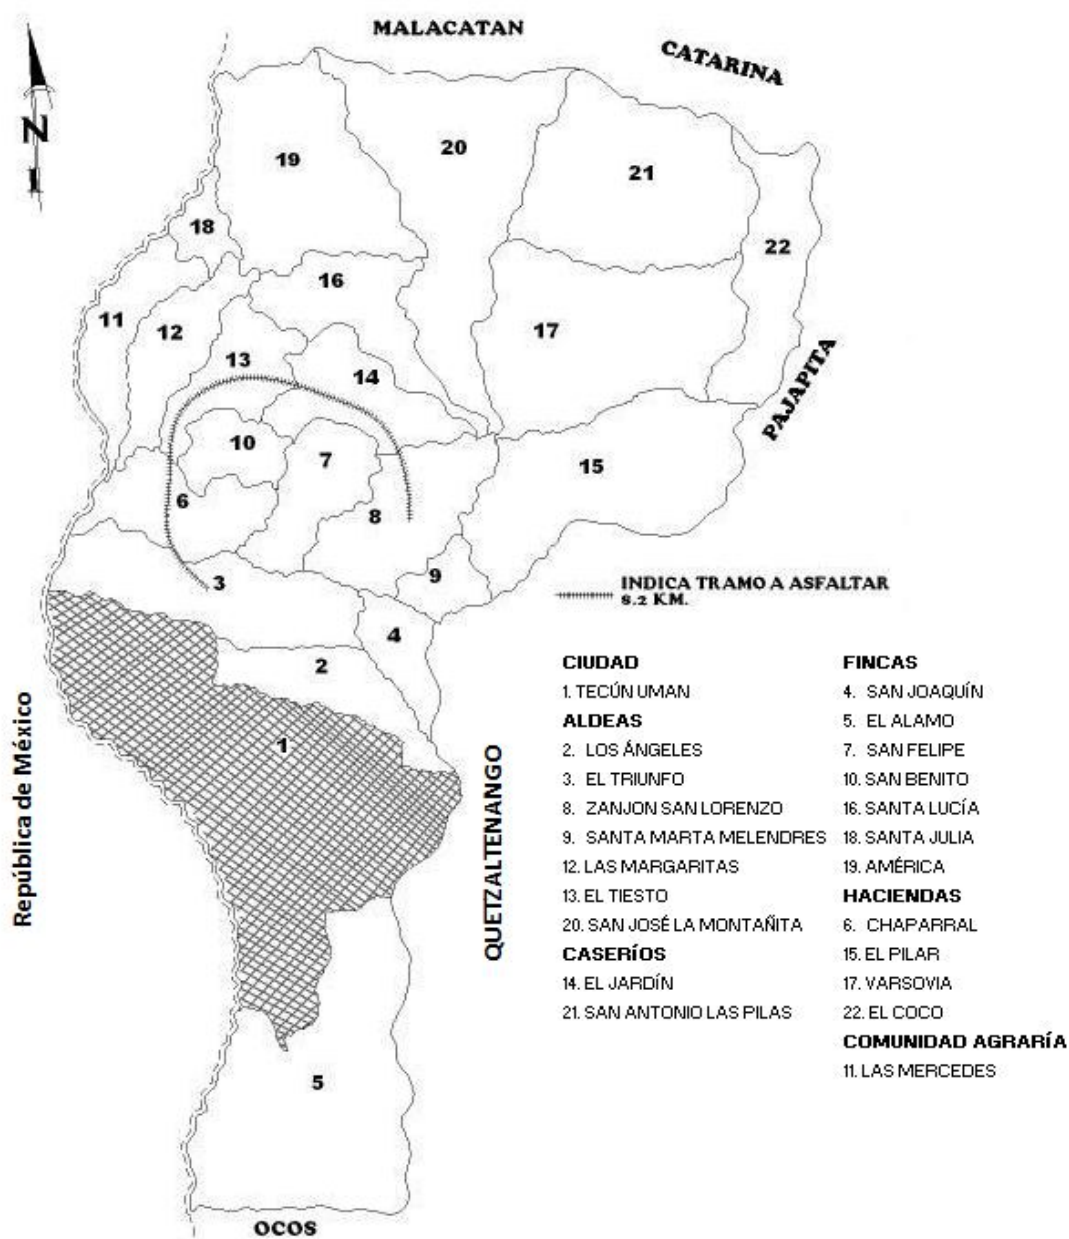 MALACATAN
CATARINA
N
19
20
21
18
22
16
11
12
17
13
14
PAJAPITA
10
7
15
6
8
9
3
INDICA TRAMO A ASFALTAR
8.2 KM.
4
2
1
5
República de México
QUETZALTENANGO
OCOS
CIUDAD
1. TECÚN UMAN
ALDEAS
2. LOS ÁNGELES
3. EL TRIUNFO
8. ZANJON SAN LORENZO
9. SANTA MARTA MELENDRES
12. LAS MARGARITAS
13. EL TIESTO
20. SAN JOSÉ LA MONTAÑITA
CASERÍOS
14. EL JARDÍN
21. SAN ANTONIO LAS PILAS
FINCAS
4. SAN JOAQUÍN
5. EL ALAMO
7. SAN FELIPE
10. SAN BENITO
16. SANTA LUCÍA
18. SANTA JULIA
19. AMÉRICA
HACIENDAS
6. CHAPARRAL
15. EL PILAR
17. VARSOVIA
22. EL COCO
COMUNIDAD AGRARÍA
11. LAS MERCEDES